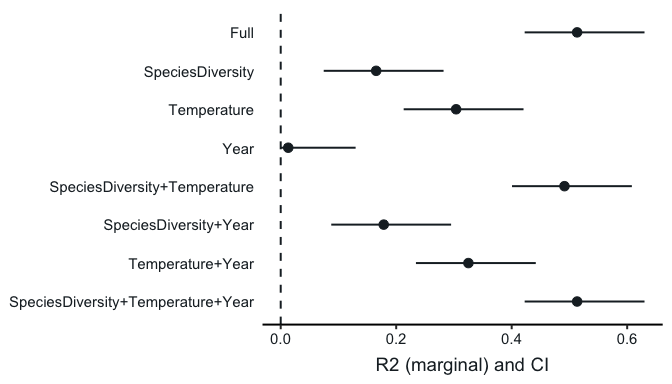 Full
SpeciesDiversity
Temperature
Year
SpeciesDiversity+Temperature
SpeciesDiversity+Year
Temperature+Year
SpeciesDiversity+Temperature+Year
0.0 0.2 0.4 0.6
R2 (marginal) and CI